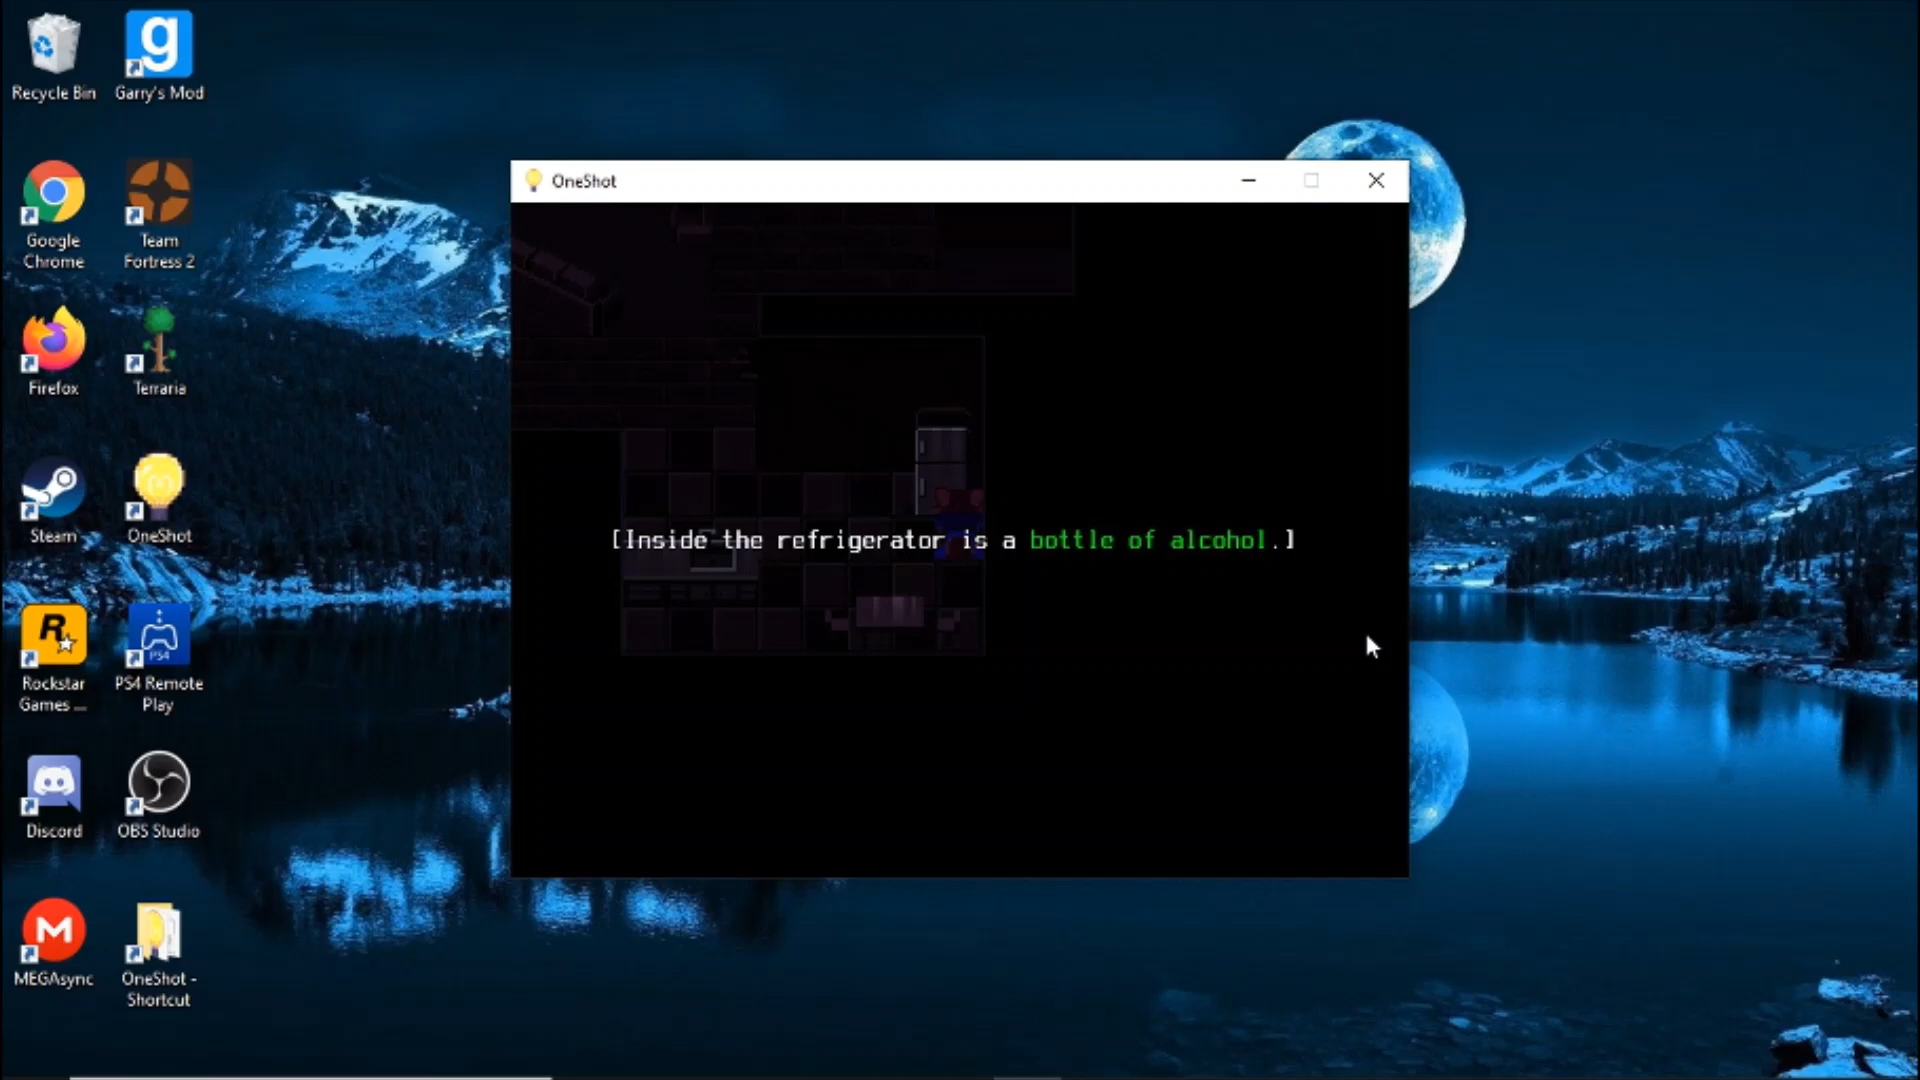 Recycle Bin
Garry's Mod
Google
Chrome
Team
Fortress 2
Firefox
Terraria
Steam
OneShot
Rockstar
Games ...
PS4
PS4 Remote
Play
Discord
OBS Studio
MEGAsync
OneShot -
Shortcut
OneShot
[Inside the refrigerator is a bottle of alcohol.]